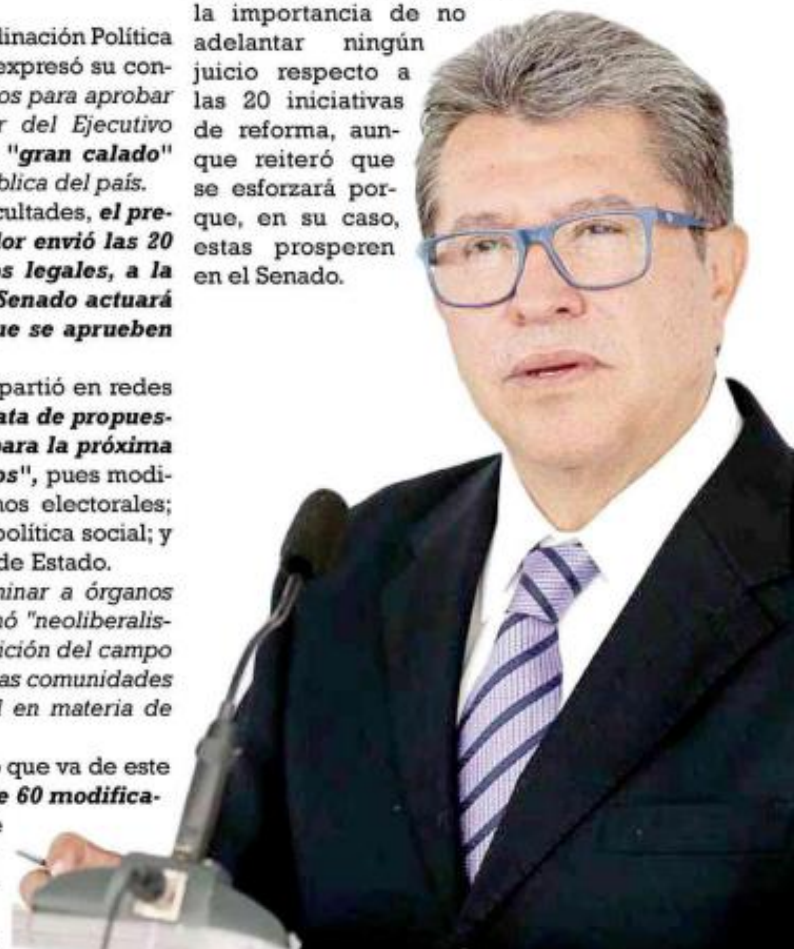 dinación Política
expresó su con-
os para aprobar
r del Ejecutivo
"gran calado"
blica del país.
cultades, el pre-
lor envió las 20
s legales, a la
Senado actuará
ue se aprueben
partió en redes
ata de propues-
para la próxima
os", pues modi-
nos electorales;
política social; y
de Estado.
ninar a órganos
nó "neoliberalis-
ición del campo
as comunidades
l en materia de
que va de este
e 60 modifica-
la importancia de no
adelantar ningún
juicio respecto a
las 20 iniciativas
de reforma, aun-
que reiteró que
se esforzará por-
que, en su caso,
estas prosperen
en el Senado.